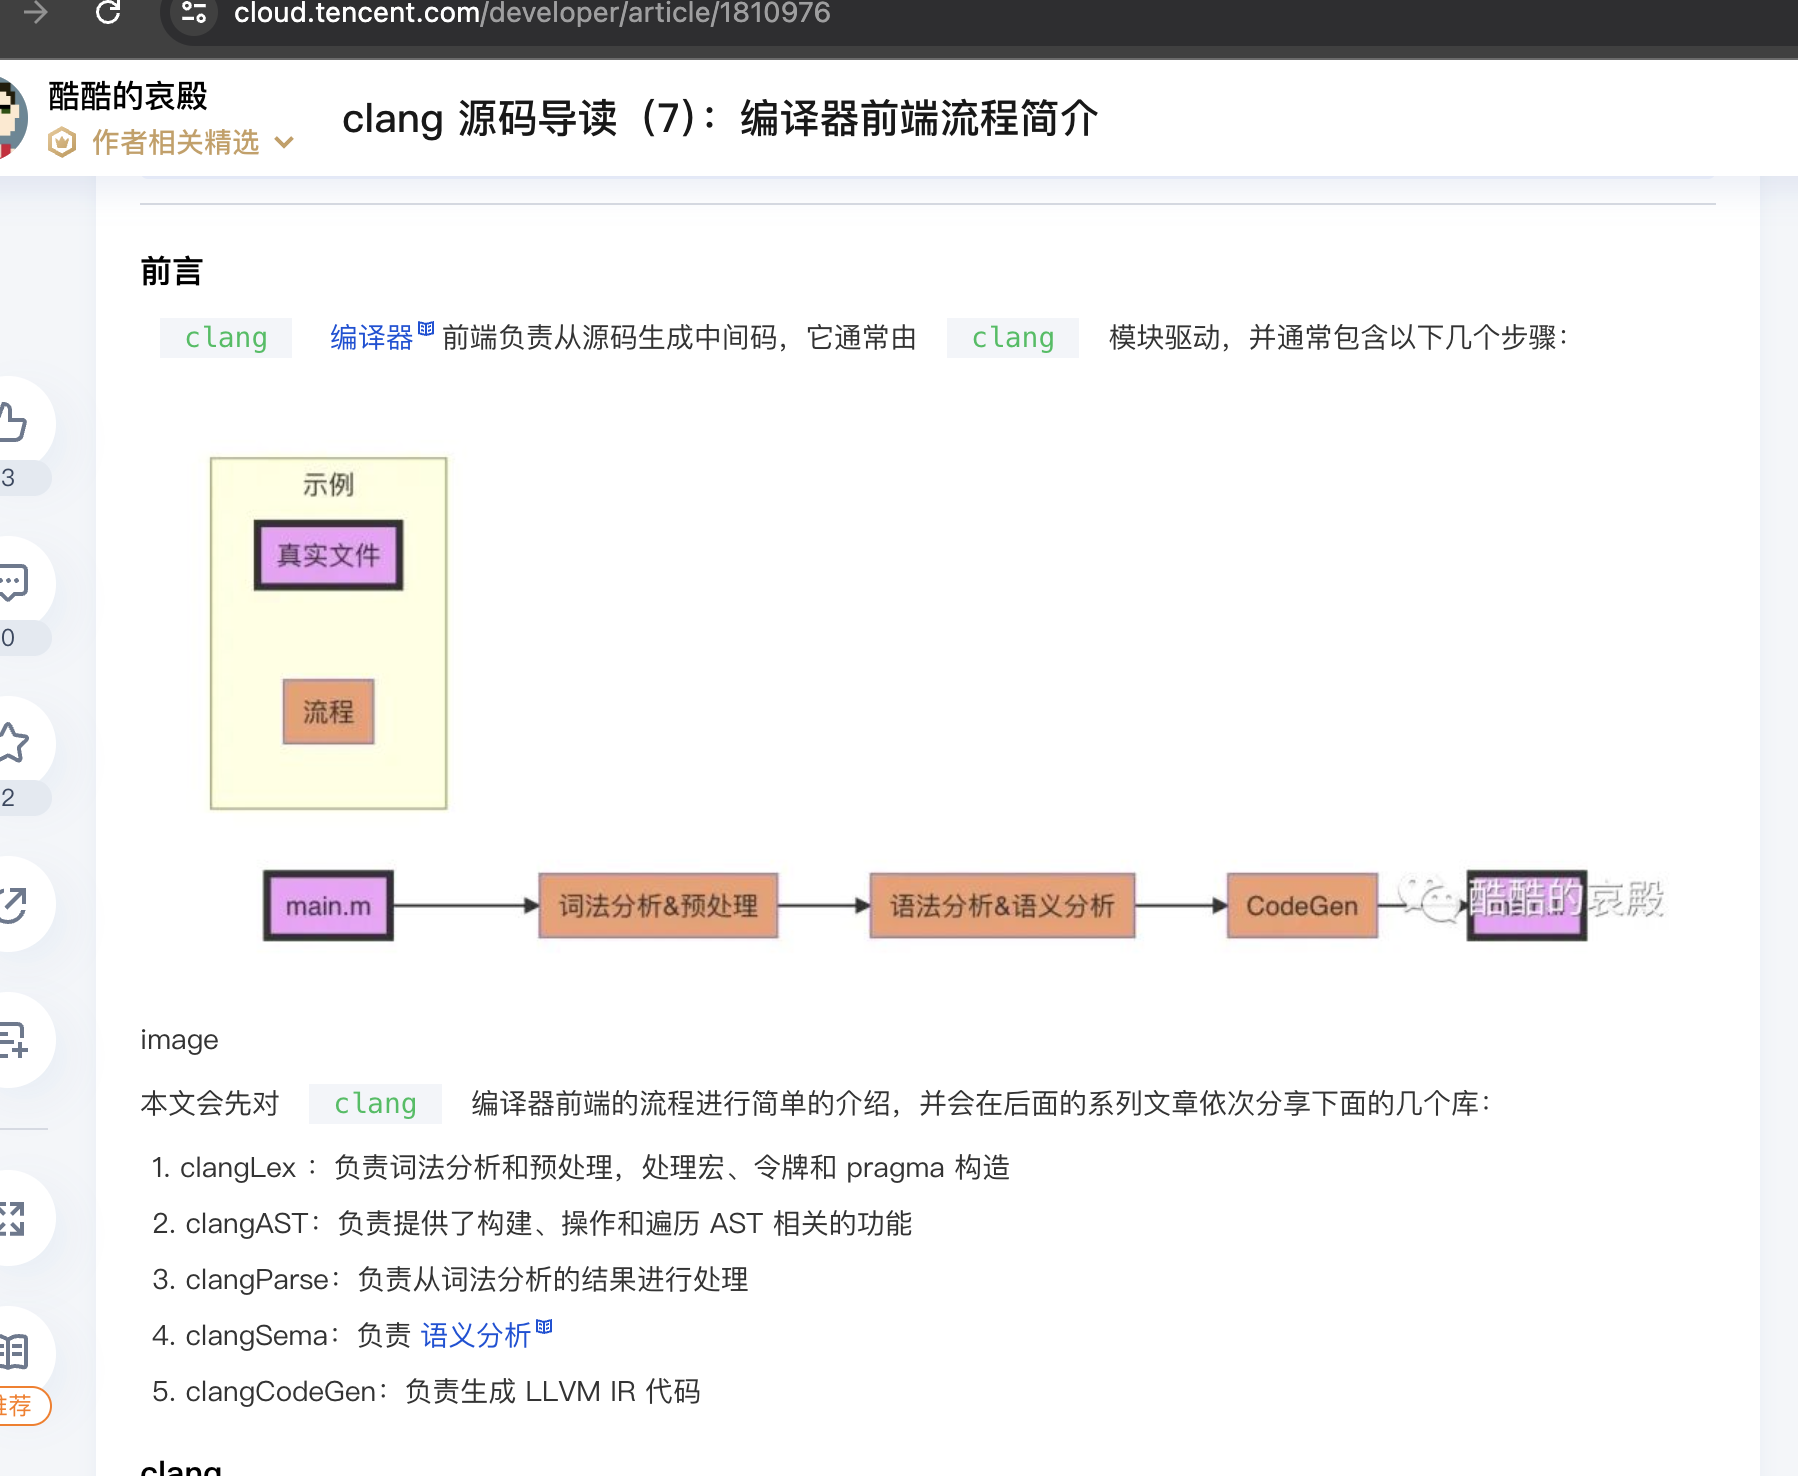 cloud.tencent.com/developer/article/1810976
酷酷的哀殿
作者相关精选
clang 源码导读（7）：编译器前端流程简介
前言
clang 编译器 前端负责从源码生成中间码，它通常由 clang 模块驱动，并通常包含以下几个步骤：
示例
真实文件
流程
main.m
词法分析&预处理
语法分析&语义分析
CodeGen
酷酷的哀殿
image
本文会先对 clang 编译器前端的流程进行简单的介绍，并会在后面的系列文章依次分享下面的几个库：
1. clangLex ：负责词法分析和预处理，处理宏、令牌和 pragma 构造
2. clangAST：负责提供了构建、操作和遍历 AST 相关的功能
3. clangParse：负责从词法分析的结果进行处理
4. clangSema：负责 语义分析
5. clangCodeGen：负责生成 LLVM IR 代码
clang
3
0
2
推荐